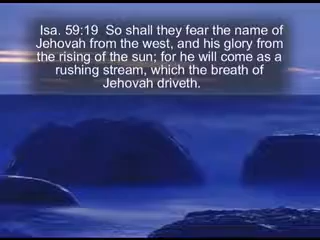 Isa. 59:19  So shall they fear the name of
Jehovah from the west, and his glory from
the rising of the sun; for he will come as a
rushing stream, which the breath of
Jehovah driveth.